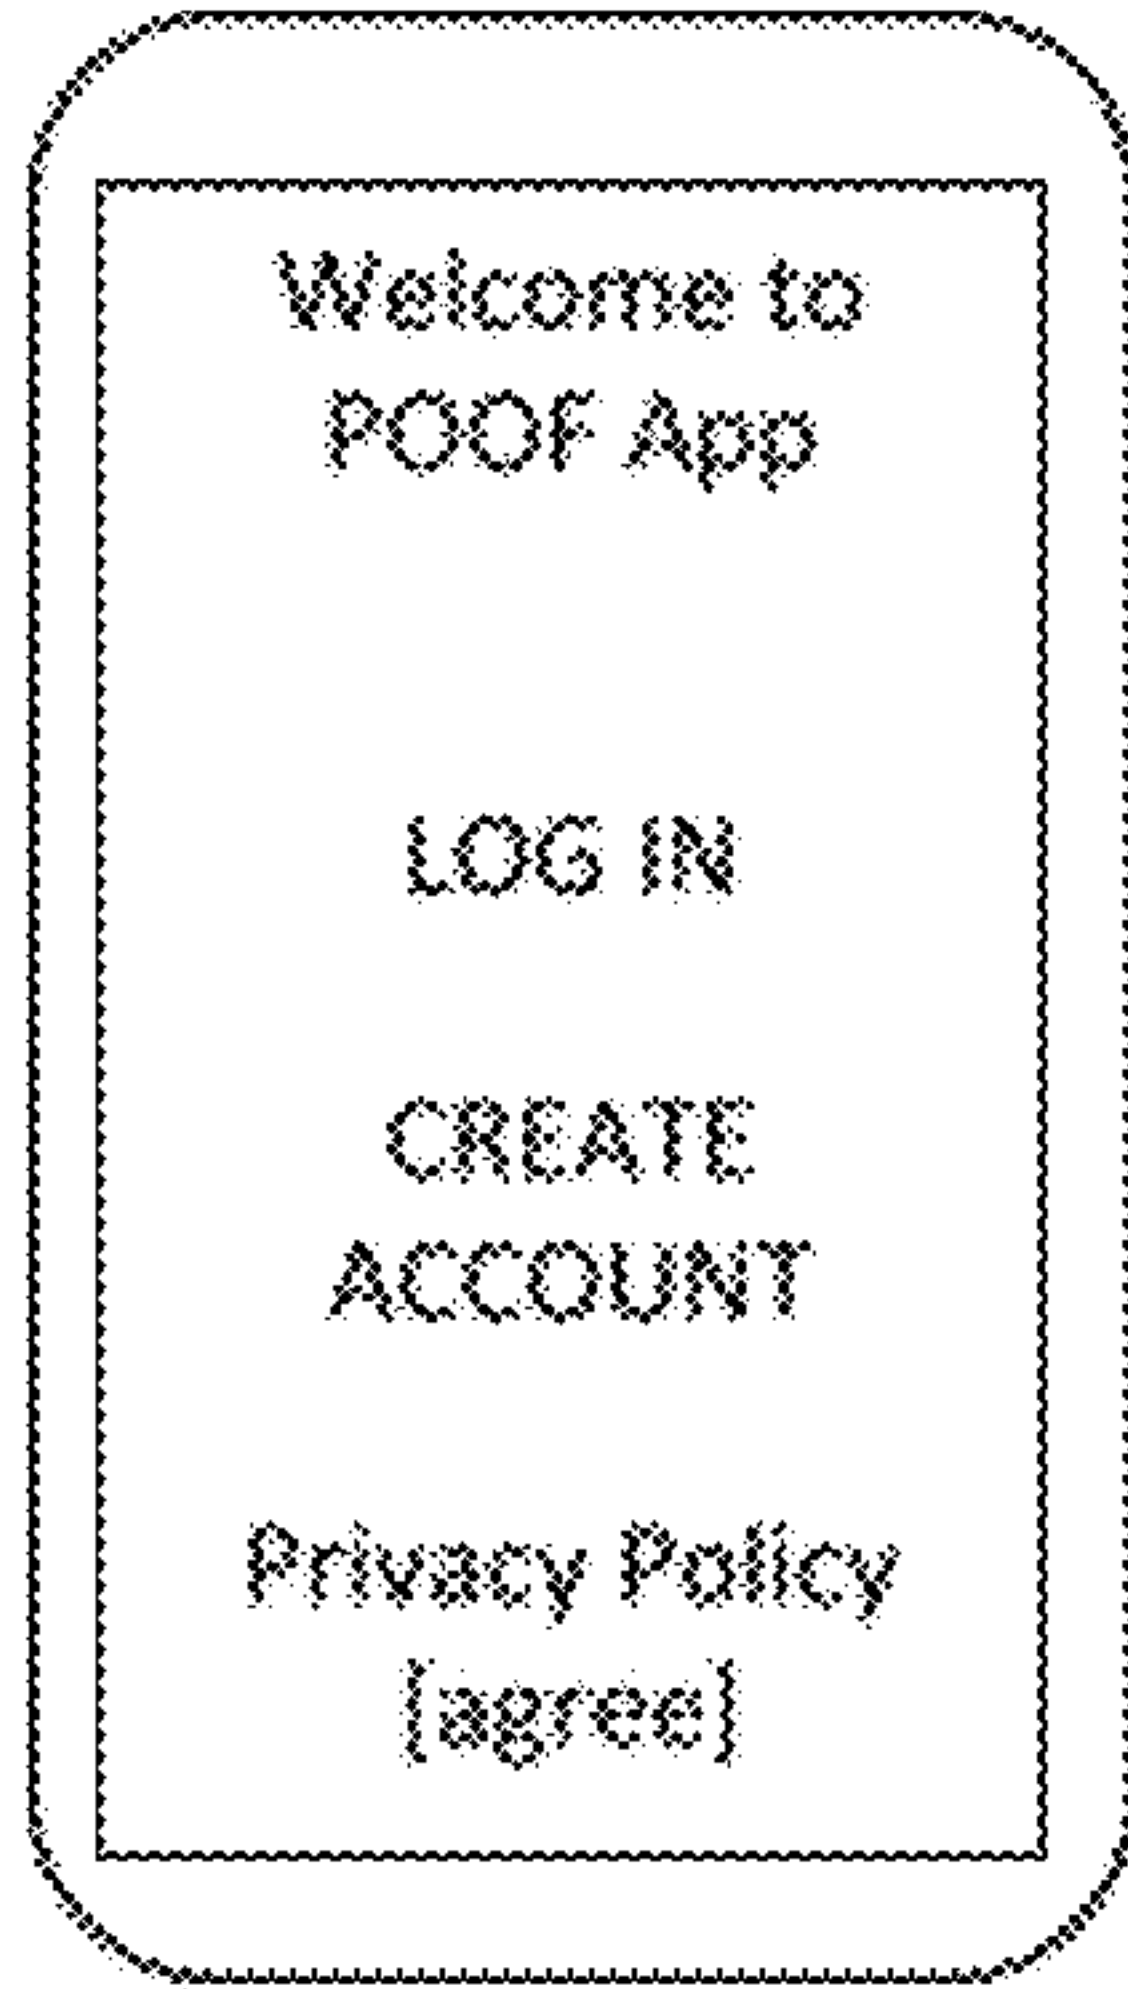 Welcome to
POOF App
LOG IN
CREATE
ACCOUNT
Privacy Policy
[agree]